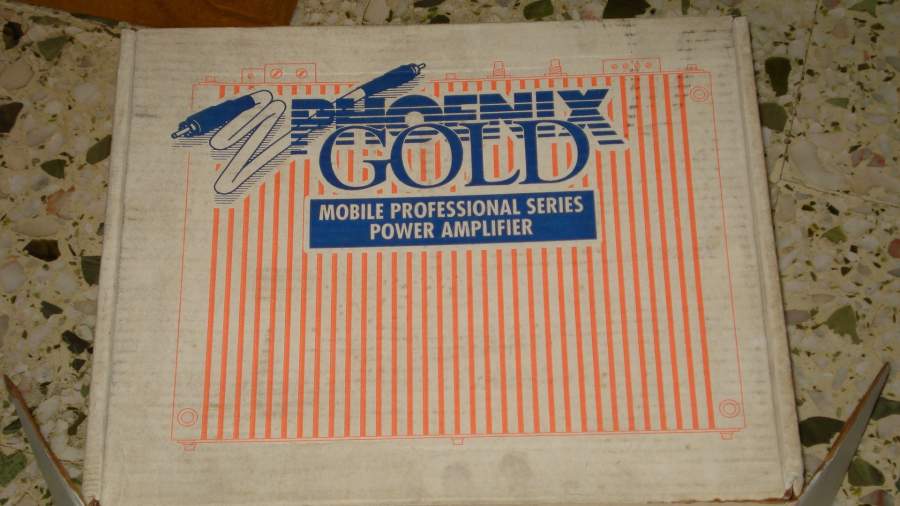 PHOENIX
GOLD
MOBILE PROFESSIONAL SERIES
POWER AMPLIFIER